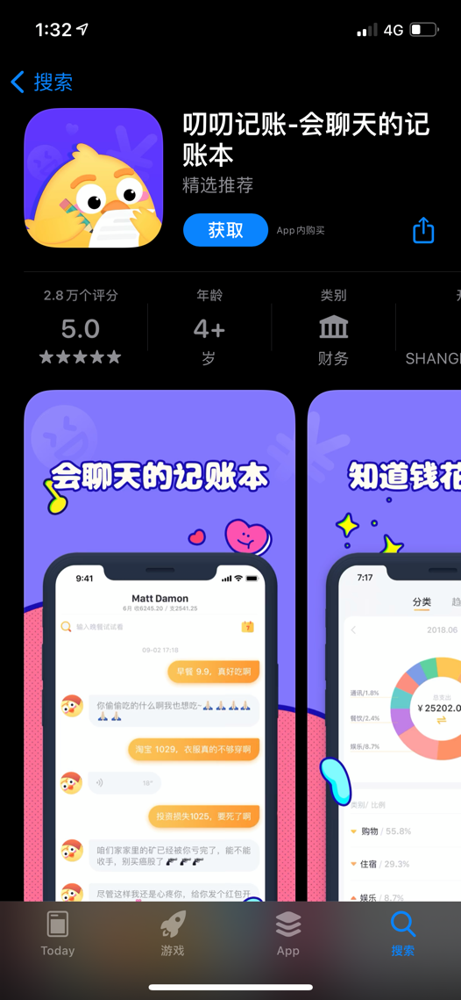 1:32
4G
搜索
叨叨记账-会聊天的记
账本
精选推荐
获取
App内购买
2.8万个评分
年龄
类别
5.0
4+
岁
财务
SHANG
会聊天的记账本
知道钱花
9:41
Matt Damon
6月 收6245.20 / 支2541.25
输入晚餐试试看
7
09-02 17:18
早餐 9.9，真好吃啊
你偷偷吃的什么啊我也想吃~🙏🏻🙏🏻🙏🏻🙏🏻
🙏🏻🙏🏻
淘宝 1029，衣服真的不够穿啊
18"
投资损失1025，要死了啊
咱们家家里的矿已经被你亏完了，能不能
收手，别买癌股了
尽管这样我还是心疼你，给你发个红包开
7:17
分类
趋
2018.06
通讯/1.8%
餐饮/2.4%
娱乐/8.7%
总支出
¥25202.0
类别/ 比例
购物 / 55.8%
住宿 / 29.3%
娱乐 / 8.7%
Today
游戏
App
搜索